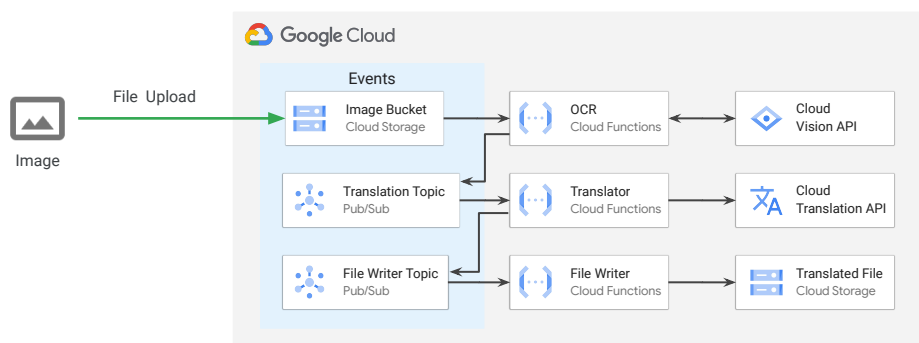 Google Cloud
Events
File Upload
Image
Image Bucket
Cloud Storage
OCR
Cloud Functions
Cloud
Vision API
Translation Topic
Pub/Sub
Translator
Cloud Functions
Cloud
Translation API
File Writer Topic
Pub/Sub
File Writer
Cloud Functions
Translated File
Cloud Storage